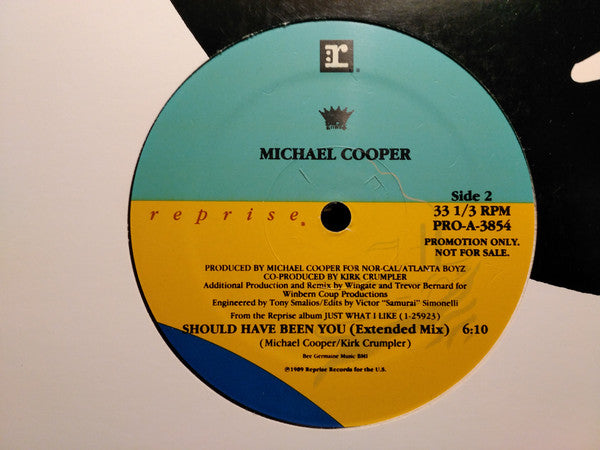 r
MICHAEL COOPER
Side 2
33 1/3 RPM
PRO-A-3854
reprise
PROMOTION ONLY.
NOT FOR SALE.
PRODUCED BY MICHAEL COOPER FOR NOR-CAL/ATLANTA BOYZ
CO-PRODUCED BY KIRK CRUMPLER
Additional Production and Remix by Wingate and Trevor Bernard for
Winbern Coup Productions
Engineered by Tony Smalios/Edits by Victor "Samurai" Simonelli
From the Reprise album JUST WHAT I LIKE (1-25923)
SHOULD HAVE BEEN YOU (Extended Mix) 6:10
(Michael Cooper/Kirk Crumpler)
Bee Germaine Music BMI
℗1989 Reprise Records for the U.S.